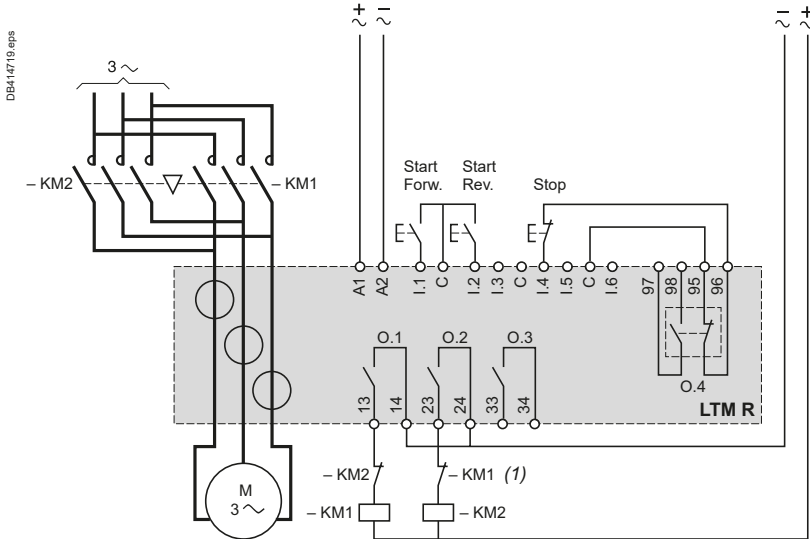 DB414719.eps
3 ∼
+ −
∼ ∼
− +
∼ ∼
– KM2
– KM1
Start Forw.
Start Rev.
Stop
A1 A2 I.1 C I.2 I.3 C I.4 I.5 C I.6 97 98 95 96
O.1 O.2 O.3
O.4
13 14 23 24 33 34
LTM R
– KM2
– KM1 (1)
M
3 ∼
– KM1
– KM2